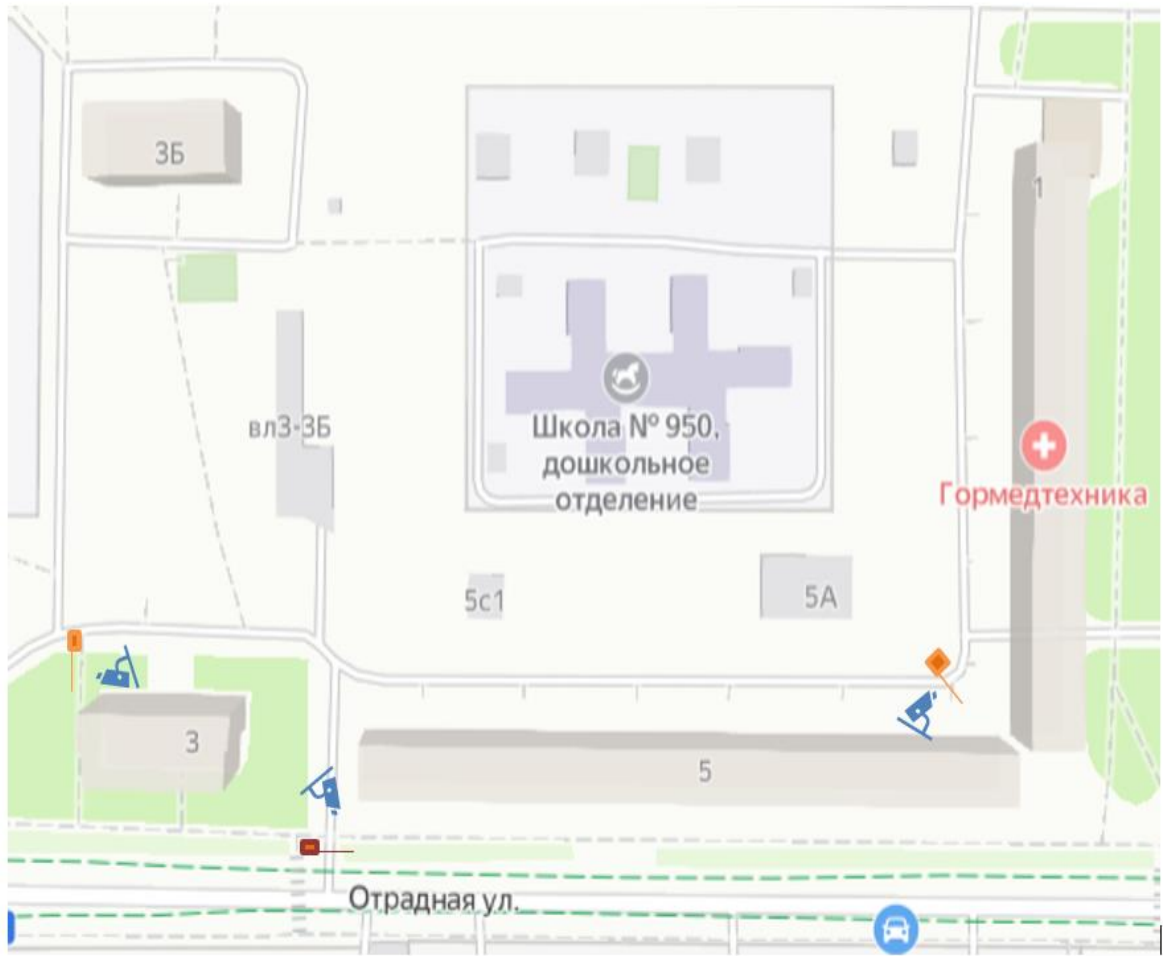 3Б
1
вл3-3Б
Школа № 950,
дошкольное
отделение
Гормедтехника
5с1
5А
3
5
Отрадная ул.